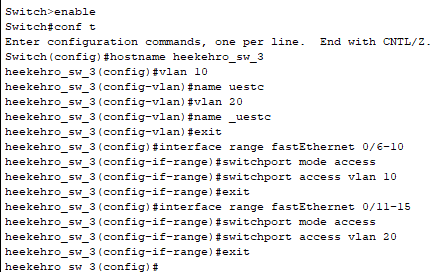 Switch>enable
Switch#conf t
Enter configuration commands, one per line.  End with CNTL/Z.
Switch(config)#hostname heekehro_sw_3
heekehro_sw_3(config)#vlan 10
heekehro_sw_3(config-vlan)#name uestc
heekehro_sw_3(config-vlan)#vlan 20
heekehro_sw_3(config-vlan)#name _uestc
heekehro_sw_3(config-vlan)#exit
heekehro_sw_3(config)#interface range fastEthernet 0/6-10
heekehro_sw_3(config-if-range)#switchport mode access
heekehro_sw_3(config-if-range)#switchport access vlan 10
heekehro_sw_3(config-if-range)#exit
heekehro_sw_3(config)#interface range fastEthernet 0/11-15
heekehro_sw_3(config-if-range)#switchport mode access
heekehro_sw_3(config-if-range)#switchport access vlan 20
heekehro_sw_3(config-if-range)#exit
heekehro_sw_3(config)#